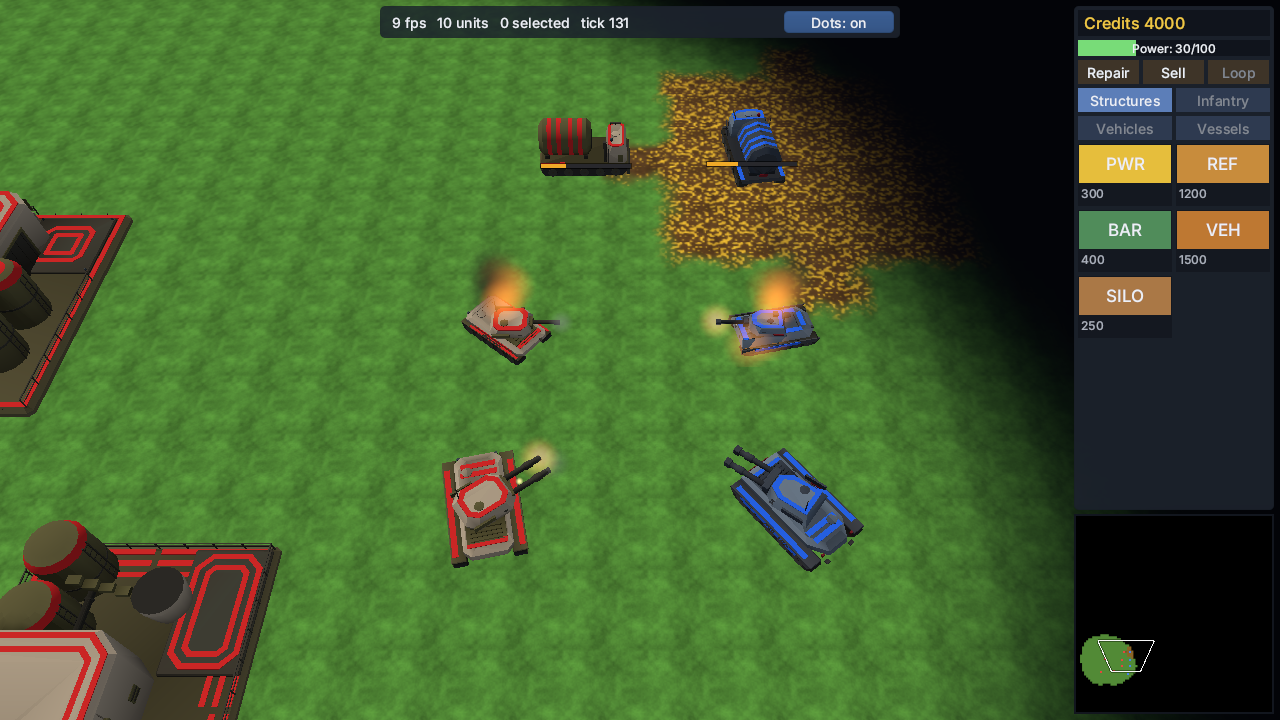 9 fps 10 units 0 selected tick 131
Dots: on
Credits 4000
Power: 30/100
Repair Sell Loop
Structures Infantry
Vehicles Vessels
PWR REF
300 1200
BAR VEH
400 1500
SILO
250